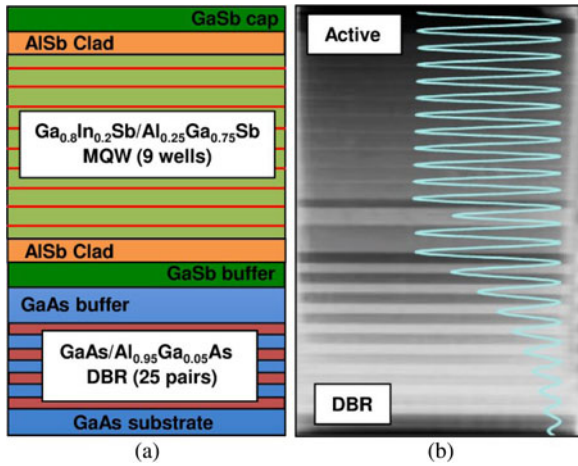 GaSb cap
AlSb Clad
Ga0.8In0.2Sb/Al0.25Ga0.75Sb
MQW (9 wells)
AlSb Clad
GaSb buffer
GaAs buffer
GaAs/Al0.95Ga0.05As
DBR (25 pairs)
GaAs substrate
(a)
Active
DBR
(b)